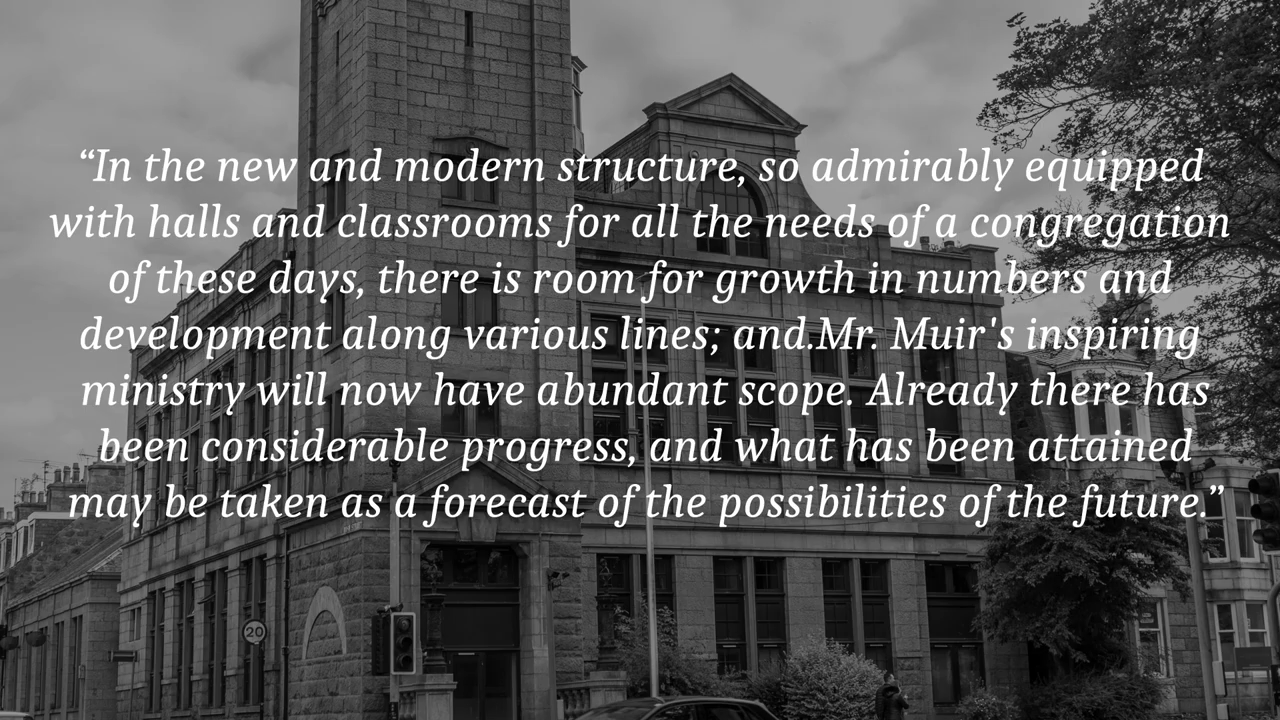 “In the new and modern structure, so admirably equipped
with halls and classrooms for all the needs of a congregation
of these days, there is room for growth in numbers and
development along various lines; and.Mr. Muir's inspiring
ministry will now have abundant scope. Already there has
been considerable progress, and what has been attained
may be taken as a forecast of the possibilities of the future.”
20